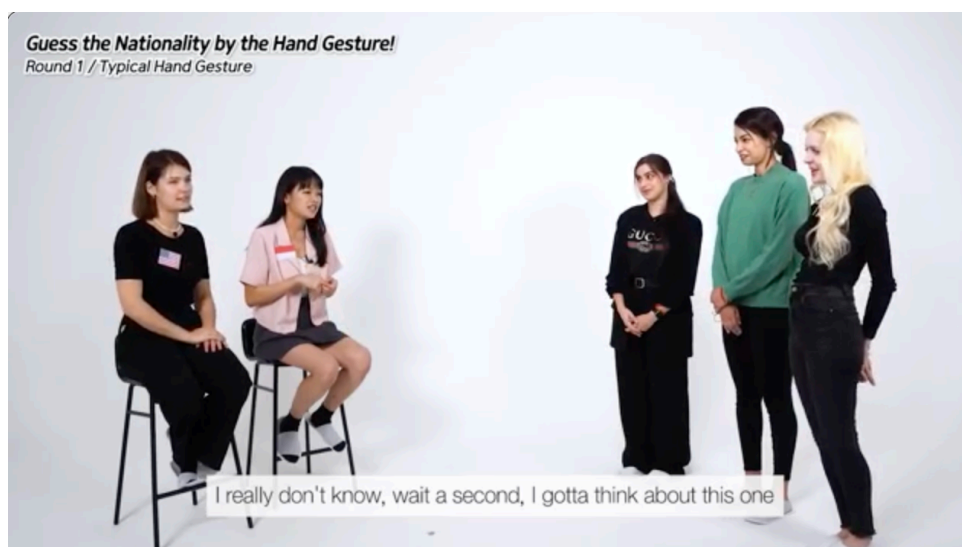 Guess the Nationality by the Hand Gesture!
Round 1 / Typical Hand Gesture
GUCCI
I really don't know, wait a second, I gotta think about this one